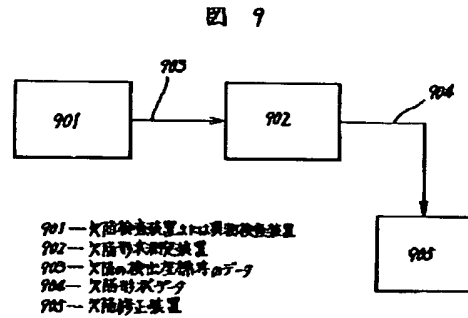 図 9
903
904
901
902
905
901—欠陥検査装置または異物検査装置
902—欠陥形状測定装置
903—欠陥の検出座標等のデータ
904—欠陥形状データ
905—欠陥修正装置